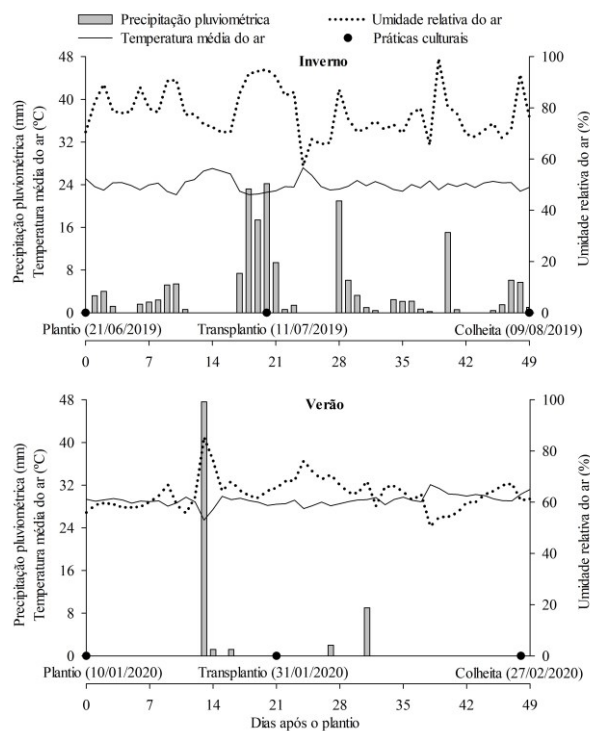 Precipitação pluviométrica
Umidade relativa do ar
Temperatura média do ar
Práticas culturais
Inverno
48
40
32
24
16
8
0
100
80
60
40
20
0
Precipitação pluviométrica (mm)
Temperatura média do ar (ºC)
Umidade relativa do ar (%)
Plantio (21/06/2019)
Transplantio (11/07/2019)
Colheita (09/08/2019)
0 7 14 21 28 35 42 49
Verão
48
40
32
24
16
8
0
100
80
60
40
20
0
Precipitação pluviométrica (mm)
Temperatura média do ar (ºC)
Umidade relativa do ar (%)
Plantio (10/01/2020)
Transplantio (31/01/2020)
Colheita (27/02/2020)
0 7 14 21 28 35 42 49
Dias após o plantio